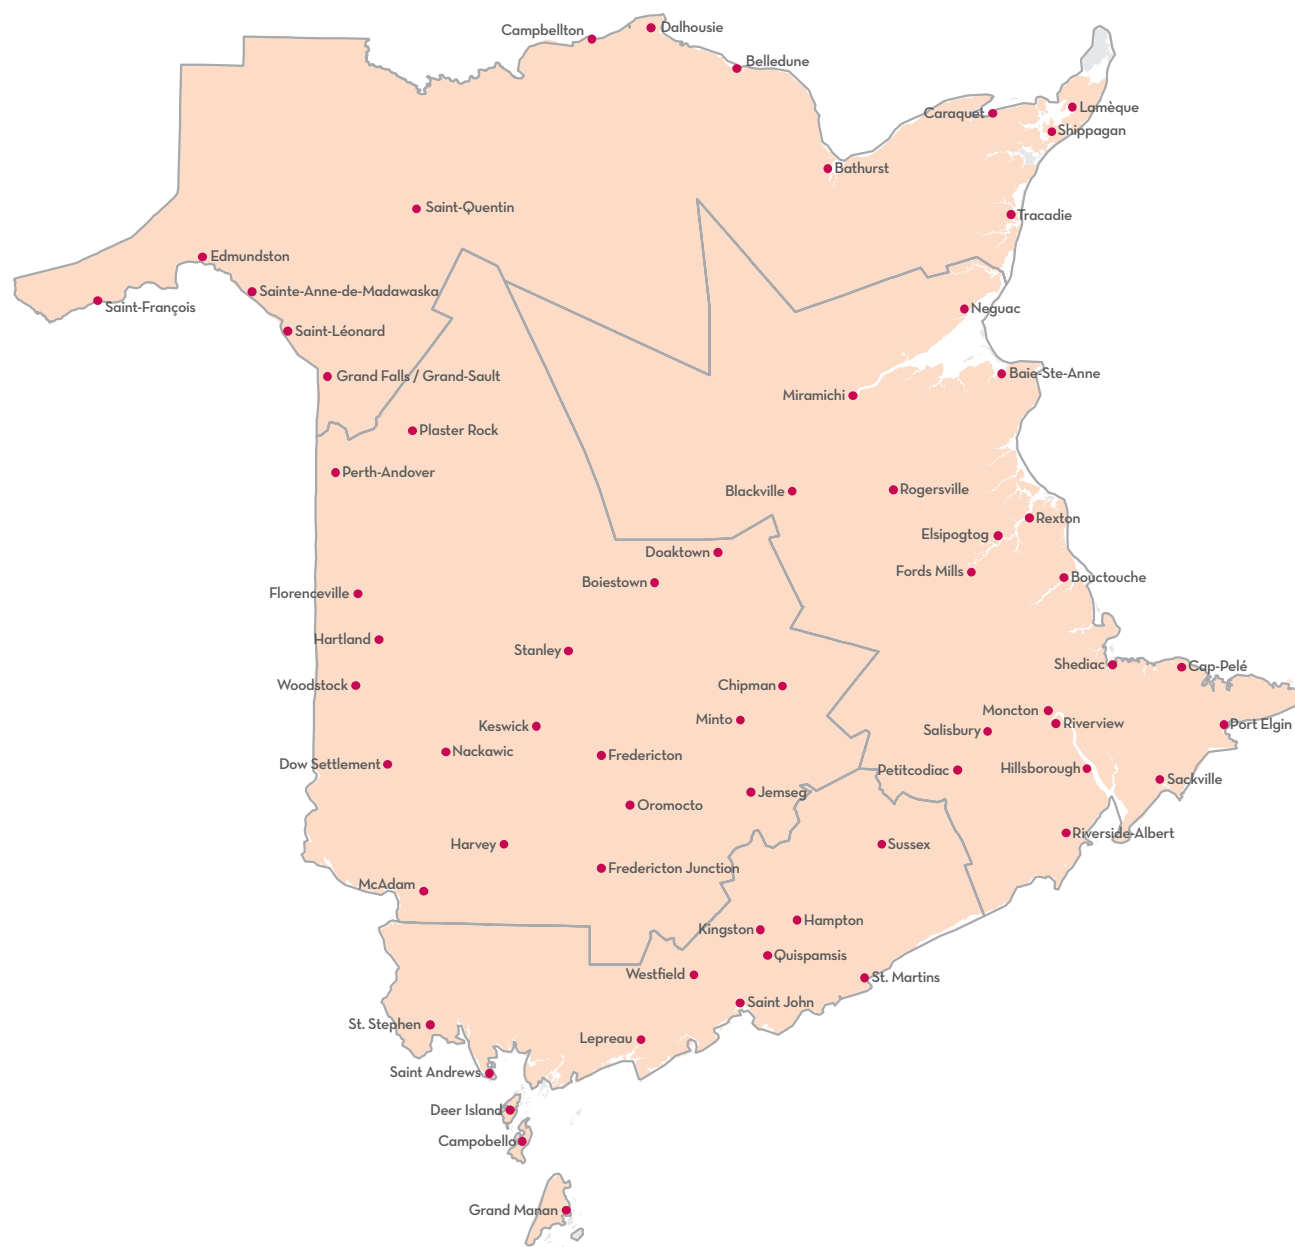 Dalhousie
Campbellton
Belledune
Lamèque
Caraquet
Shippagan
Bathurst
Saint-Quentin
Tracadie
Edmundston
Sainte-Anne-de-Madawaska
Saint-François
Neguac
Saint-Léonard
Baie-Ste-Anne
Grand Falls / Grand-Sault
Miramichi
Plaster Rock
Perth-Andover
Rogersville
Blackville
Rexton
Elsipogtog
Doaktown
Fords Mills
Bouctouche
Boiestown
Florenceville
Hartland
Stanley
Shediac
Cap-Pelé
Woodstock
Chipman
Moncton
Minto
Riverview
Port Elgin
Keswick
Salisbury
Nackawic
Fredericton
Dow Settlement
Hillsborough
Petitcodiac
Sackville
Jemseg
Oromocto
Riverside-Albert
Harvey
Sussex
Fredericton Junction
McAdam
Hampton
Kingston
Quispamsis
Westfield
St. Martins
Saint John
St. Stephen
Lepreau
Saint Andrews
Deer Island
Campobello
Grand Manan